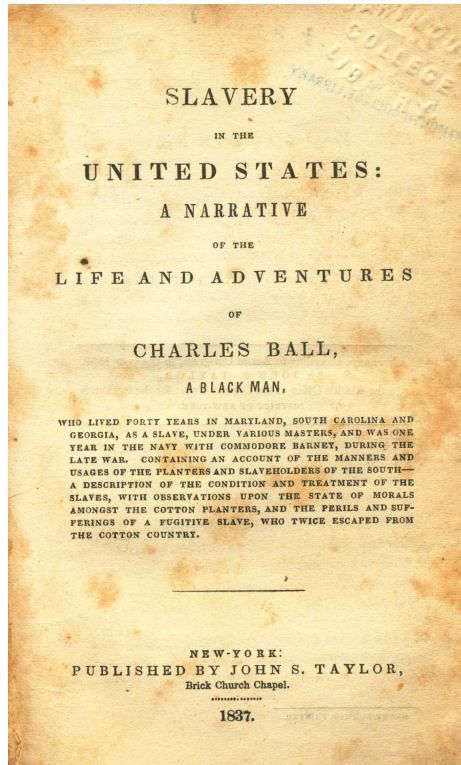 SLAVERY
IN THE
UNITED STATES:
A NARRATIVE
OF THE
LIFE AND ADVENTURES
OF
CHARLES BALL,
A BLACK MAN,
WHO LIVED FORTY YEARS IN MARYLAND, SOUTH CAROLINA AND
GEORGIA, AS A SLAVE, UNDER VARIOUS MASTERS, AND WAS ONE
YEAR IN THE NAVY WITH COMMODORE BARNEY, DURING THE
LATE WAR. CONTAINING AN ACCOUNT OF THE MANNERS AND
USAGES OF THE PLANTERS AND SLAVEHOLDERS OF THE SOUTH—
A DESCRIPTION OF THE CONDITION AND TREATMENT OF THE
SLAVES, WITH OBSERVATIONS UPON THE STATE OF MORALS
AMONGST THE COTTON PLANTERS, AND THE PERILS AND SUF-
FERINGS OF A FUGITIVE SLAVE, WHO TWICE ESCAPED FROM
THE COTTON COUNTRY.
NEW-YORK:
PUBLISHED BY JOHN S. TAYLOR,
Brick Church Chapel.
1837.
COLLEGE